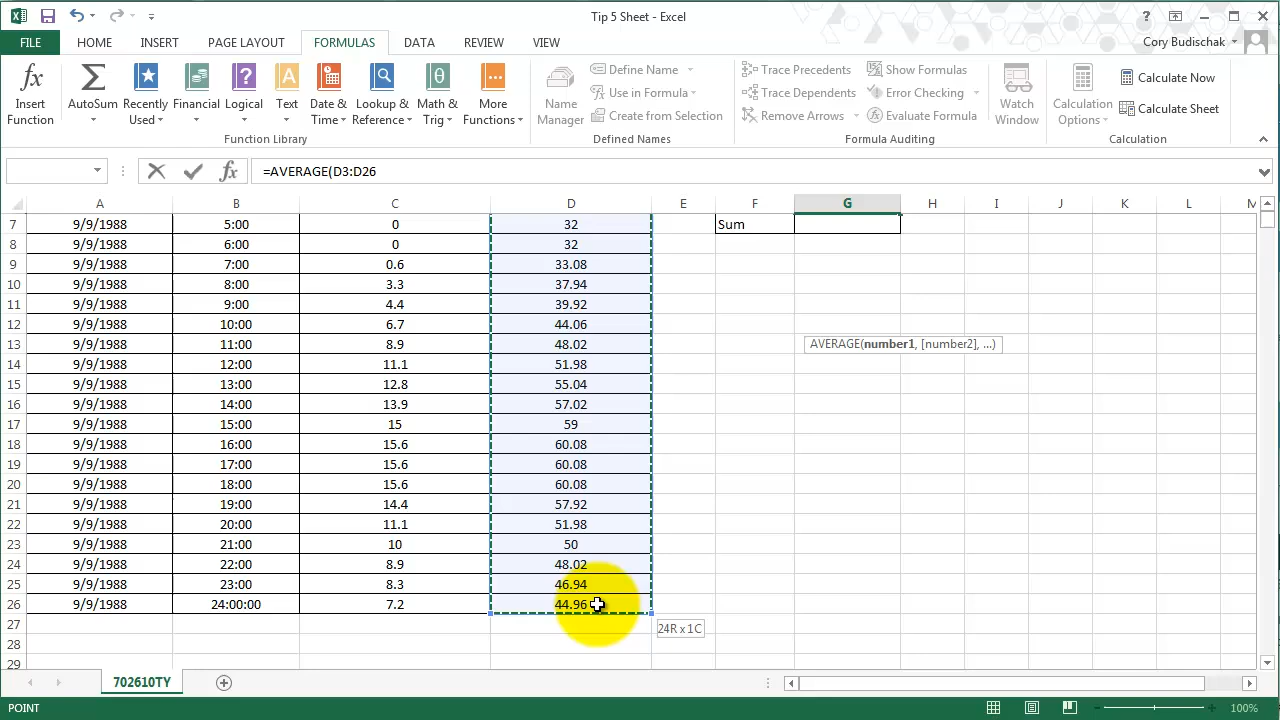 Tip 5 Sheet - Excel
?
FILE HOME INSERT PAGE LAYOUT FORMULAS DATA REVIEW VIEW
Cory Budischak
fx Σ ? A θ
Insert Function
AutoSum
Recently Used
Financial
Logical
Text
Date & Time
Lookup & Reference
Math & Trig
More Functions
Function Library
Name Manager
Define Name
Use in Formula
Create from Selection
Defined Names
Trace Precedents
Trace Dependents
Remove Arrows
Show Formulas
Error Checking
Evaluate Formula
Watch Window
Formula Auditing
Calculation Options
Calculate Now
Calculate Sheet
Calculation
fx =AVERAGE(D3:D26
A B C D E F G H I J K L M
7 9/9/1988 5:00 0 32 Sum
8 9/9/1988 6:00 0 32
9 9/9/1988 7:00 0.6 33.08
10 9/9/1988 8:00 3.3 37.94
11 9/9/1988 9:00 4.4 39.92
12 9/9/1988 10:00 6.7 44.06
13 9/9/1988 11:00 8.9 48.02 AVERAGE(number1, [number2], ...)
14 9/9/1988 12:00 11.1 51.98
15 9/9/1988 13:00 12.8 55.04
16 9/9/1988 14:00 13.9 57.02
17 9/9/1988 15:00 15 59
18 9/9/1988 16:00 15.6 60.08
19 9/9/1988 17:00 15.6 60.08
20 9/9/1988 18:00 15.6 60.08
21 9/9/1988 19:00 14.4 57.92
22 9/9/1988 20:00 11.1 51.98
23 9/9/1988 21:00 10 50
24 9/9/1988 22:00 8.9 48.02
25 9/9/1988 23:00 8.3 46.94
26 9/9/1988 24:00:00 7.2 44.96
27 24R x 1C
28
29
702610TY
POINT
100%